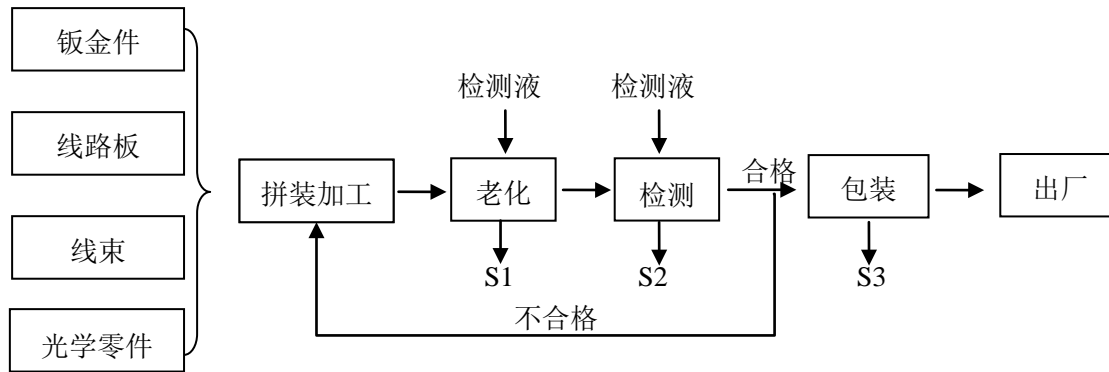 钣金件
线路板
线束
光学零件
检测液
检测液
拼装加工
老化
检测
合格
包装
出厂
S1
S2
S3
不合格